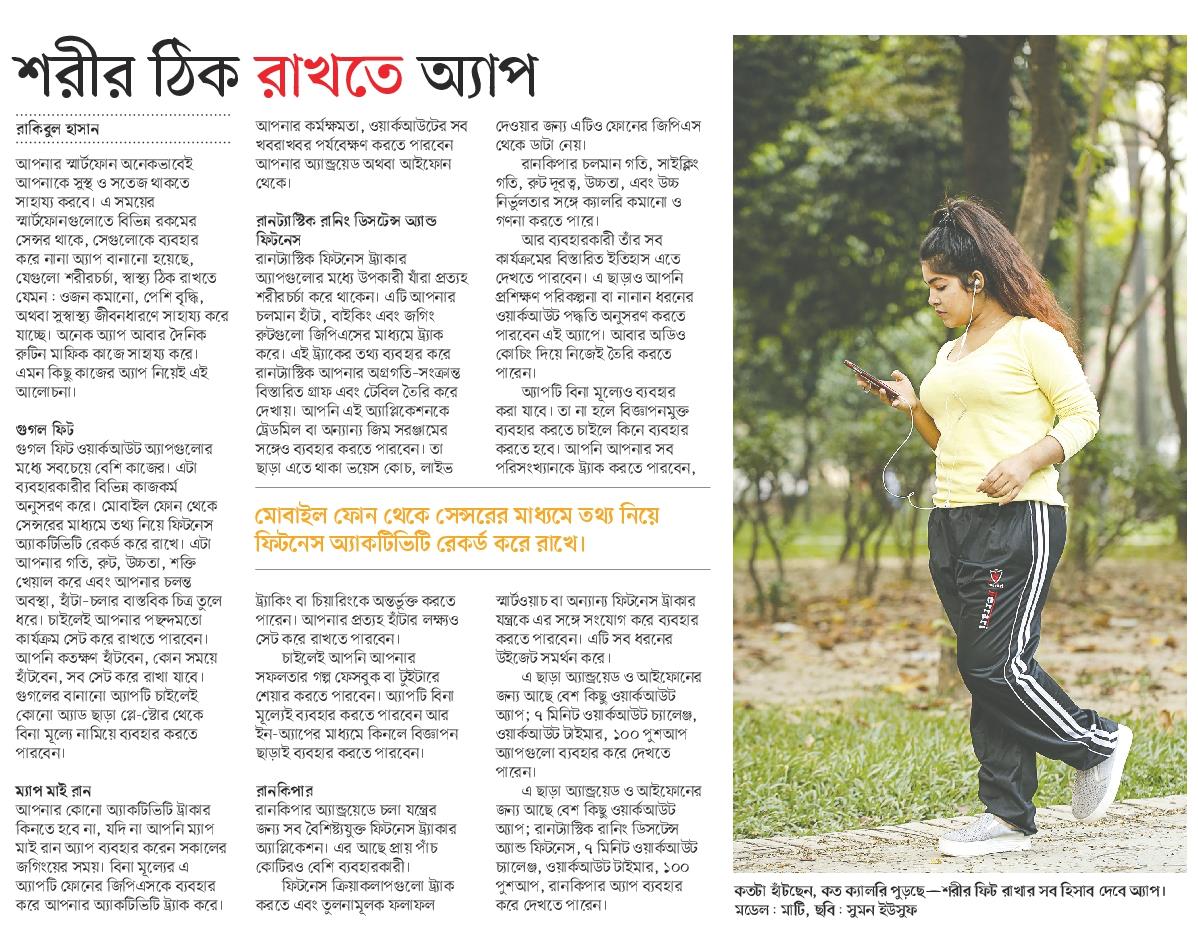 শরীর ঠিক রাখতে অ্যাপ
রাকিবুল হাসান
আপনার স্মার্টফোন অনেকভাবেই
আপনাকে সুস্থ ও সতেজ থাকতে
সাহায্য করবে। এ সময়ের
স্মার্টফোনগুলোতে বিভিন্ন রকমের
সেন্সর থাকে, সেগুলোকে ব্যবহার
করে নানা অ্যাপ বানানো হয়েছে,
যেগুলো শরীরচর্চা, স্বাস্থ্য ঠিক রাখতে
যেমন : ওজন কমানো, পেশি বৃদ্ধি,
অথবা সুস্বাস্থ্য জীবনধারণে সাহায্য করে
যাচ্ছে। অনেক অ্যাপ আবার দৈনিক
রুটিন মাফিক কাজে সাহায্য করে।
এমন কিছু কাজের অ্যাপ নিয়েই এই
আলোচনা।
গুগল ফিট
গুগল ফিট ওয়ার্কআউট অ্যাপগুলোর
মধ্যে সবচেয়ে বেশি কাজের। এটা
ব্যবহারকারীর বিভিন্ন কাজকর্ম
অনুসরণ করে। মোবাইল ফোন থেকে
সেন্সরের মাধ্যমে তথ্য নিয়ে ফিটনেস
অ্যাকটিভিটি রেকর্ড করে রাখে। এটা
আপনার গতি, রুট, উচ্চতা, শক্তি
খেয়াল করে এবং আপনার চলন্ত
অবস্থা, হাঁটা-চলার বাস্তবিক চিত্র তুলে
ধরে। চাইলেই আপনার পছন্দমতো
কার্যক্রম সেট করে রাখতে পারবেন।
আপনি কতক্ষণ হাঁটবেন, কোন সময়ে
হাঁটবেন, সব সেট করে রাখা যাবে।
গুগলের বানানো অ্যাপটি চাইলেই
কোনো অ্যাড ছাড়া প্লে-স্টোর থেকে
বিনা মূল্যে নামিয়ে ব্যবহার করতে
পারবেন।
ম্যাপ মাই রান
আপনার কোনো অ্যাকটিভিটি ট্রাকার
কিনতে হবে না, যদি না আপনি ম্যাপ
মাই রান অ্যাপ ব্যবহার করেন সকালের
জগিংয়ের সময়। বিনা মূল্যের এ
অ্যাপটি ফোনের জিপিএসকে ব্যবহার
করে আপনার অ্যাকটিভিটি ট্র্যাক করে।
আপনার কর্মক্ষমতা, ওয়ার্কআউটের সব
খবরাখবর পর্যবেক্ষণ করতে পারবেন
আপনার অ্যান্ড্রয়েড অথবা আইফোন
থেকে।
রানট্যাস্টিক রানিং ডিসটেন্স অ্যান্ড
ফিটনেস
রানট্যাস্টিক ফিটনেস ট্র্যাকার
অ্যাপগুলোর মধ্যে উপকারী যাঁরা প্রত্যহ
শরীরচর্চা করে থাকেন। এটি আপনার
চলমান হাঁটা, বাইকিং এবং জগিং
রুটগুলো জিপিএসের মাধ্যমে ট্র্যাক
করে। এই ট্র্যাকের তথ্য ব্যবহার করে
রানট্যাস্টিক আপনার অগ্রগতি-সংক্রান্ত
বিস্তারিত গ্রাফ এবং টেবিল তৈরি করে
দেখায়। আপনি এই অ্যাপ্লিকেশনকে
ট্রেডমিল বা অন্যান্য জিম সরঞ্জামের
সঙ্গেও ব্যবহার করতে পারবেন। তা
ছাড়া এতে থাকা ভয়েস কোচ, লাইভ
মোবাইল ফোন থেকে সেন্সরের মাধ্যমে তথ্য নিয়ে
ফিটনেস অ্যাকটিভিটি রেকর্ড করে রাখে।
ট্র্যাকিং বা চিয়ারিংকে অন্তর্ভুক্ত করতে
পারেন। আপনার প্রত্যহ হাঁটার লক্ষ্যও
সেট করে রাখতে পারবেন।
চাইলেই আপনি আপনার
সফলতার গল্প ফেসবুক বা টুইটারে
শেয়ার করতে পারবেন। অ্যাপটি বিনা
মূল্যেই ব্যবহার করতে পারবেন আর
ইন-অ্যাপের মাধ্যমে কিনলে বিজ্ঞাপন
ছাড়াই ব্যবহার করতে পারবেন।
রানকিপার
রানকিপার অ্যান্ড্রয়েডে চলা যন্ত্রের
জন্য সব বৈশিষ্ট্যযুক্ত ফিটনেস ট্র্যাকার
অ্যাপ্লিকেশন। এর আছে প্রায় পাঁচ
কোটিরও বেশি ব্যবহারকারী।
ফিটনেস ক্রিয়াকলাপগুলো ট্র্যাক
করতে এবং তুলনামূলক ফলাফল
দেওয়ার জন্য এটিও ফোনের জিপিএস
থেকে ডাটা নেয়।
রানকিপার চলমান গতি, সাইক্লিং
গতি, রুট দূরত্ব, উচ্চতা, এবং উচ্চ
নির্ভুলতার সঙ্গে ক্যালরি কমানো ও
গণনা করতে পারে।
আর ব্যবহারকারী তাঁর সব
কার্যক্রমের বিস্তারিত ইতিহাস এতে
দেখতে পারবেন। এ ছাড়াও আপনি
প্রশিক্ষণ পরিকল্পনা বা নানান ধরনের
ওয়ার্কআউট পদ্ধতি অনুসরণ করতে
পারবেন এই অ্যাপে। আবার অডিও
কোচিং দিয়ে নিজেই তৈরি করতে
পারেন।
অ্যাপটি বিনা মূল্যেও ব্যবহার
করা যাবে। তা না হলে বিজ্ঞাপনমুক্ত
ব্যবহার করতে চাইলে কিনে ব্যবহার
করতে হবে। আপনি আপনার সব
পরিসংখ্যানকে ট্র্যাক করতে পারবেন,
স্মার্টওয়াচ বা অন্যান্য ফিটনেস ট্রাকার
যন্ত্রকে এর সঙ্গে সংযোগ করে ব্যবহার
করতে পারবেন। এটি সব ধরনের
উইজেট সমর্থন করে।
এ ছাড়া অ্যান্ড্রয়েড ও আইফোনের
জন্য আছে বেশ কিছু ওয়ার্কআউট
অ্যাপ; ৭ মিনিট ওয়ার্কআউট চ্যালেঞ্জ,
ওয়ার্কআউট টাইমার, ১০০ পুশআপ
অ্যাপগুলো ব্যবহার করে দেখতে
পারেন।
এ ছাড়া অ্যান্ড্রয়েড ও আইফোনের
জন্য আছে বেশ কিছু ওয়ার্কআউট
অ্যাপ; রানট্যাস্টিক রানিং ডিসটেন্স
অ্যান্ড ফিটনেস, ৭ মিনিট ওয়ার্কআউট
চ্যালেঞ্জ, ওয়ার্কআউট টাইমার, ১০০
পুশআপ, রানকিপার অ্যাপ ব্যবহার
করে দেখতে পারেন।
Ferrari
কতটা হাঁটছেন, কত ক্যালরি পুড়ছে—শরীর ফিট রাখার সব হিসাব দেবে অ্যাপ।
মডেল : মাটি, ছবি : সুমন ইউসুফ